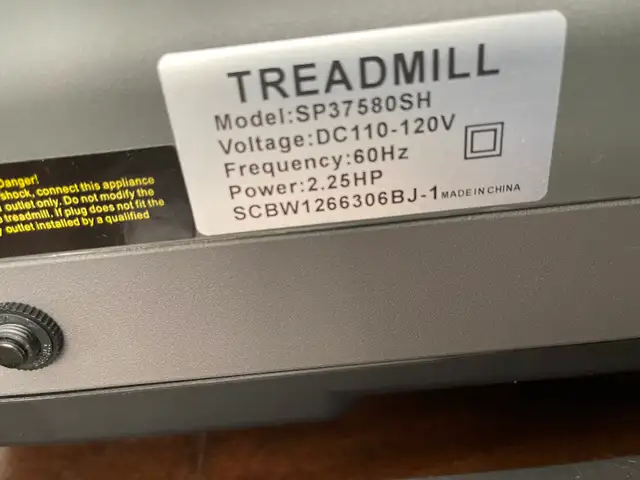 TREADMILL
Model:SP37580SH
Voltage:DC110-120V
Frequency:60Hz
Power:2.25HP
SCBW1266306BJ-1 MADE IN CHINA
Danger!
shock, connect this appliance
outlet only. Do not modify the
treadmill. If plug does not fit the
outlet installed by a qualified